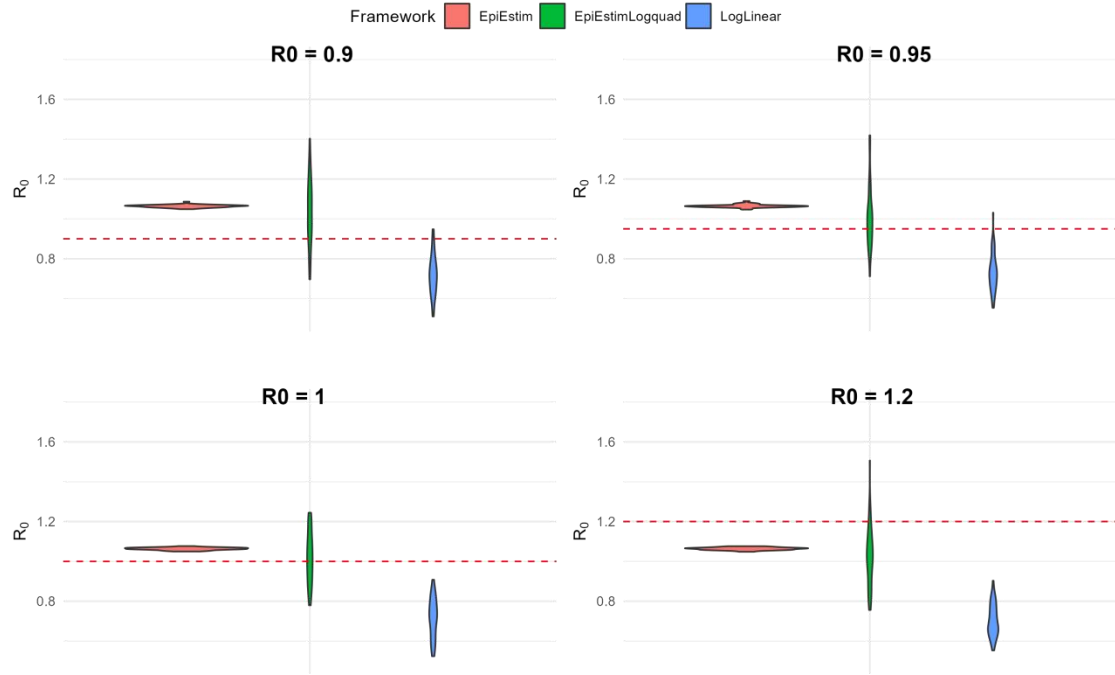 Framework EpiEstim EpiEstimLogquad LogLinear
R0 = 0.9
R0 = 0.95
1.6
1.2
0.8
R₀
1.6
1.2
0.8
R₀
R0 = 1
R0 = 1.2
1.6
1.2
0.8
R₀
1.6
1.2
0.8
R₀